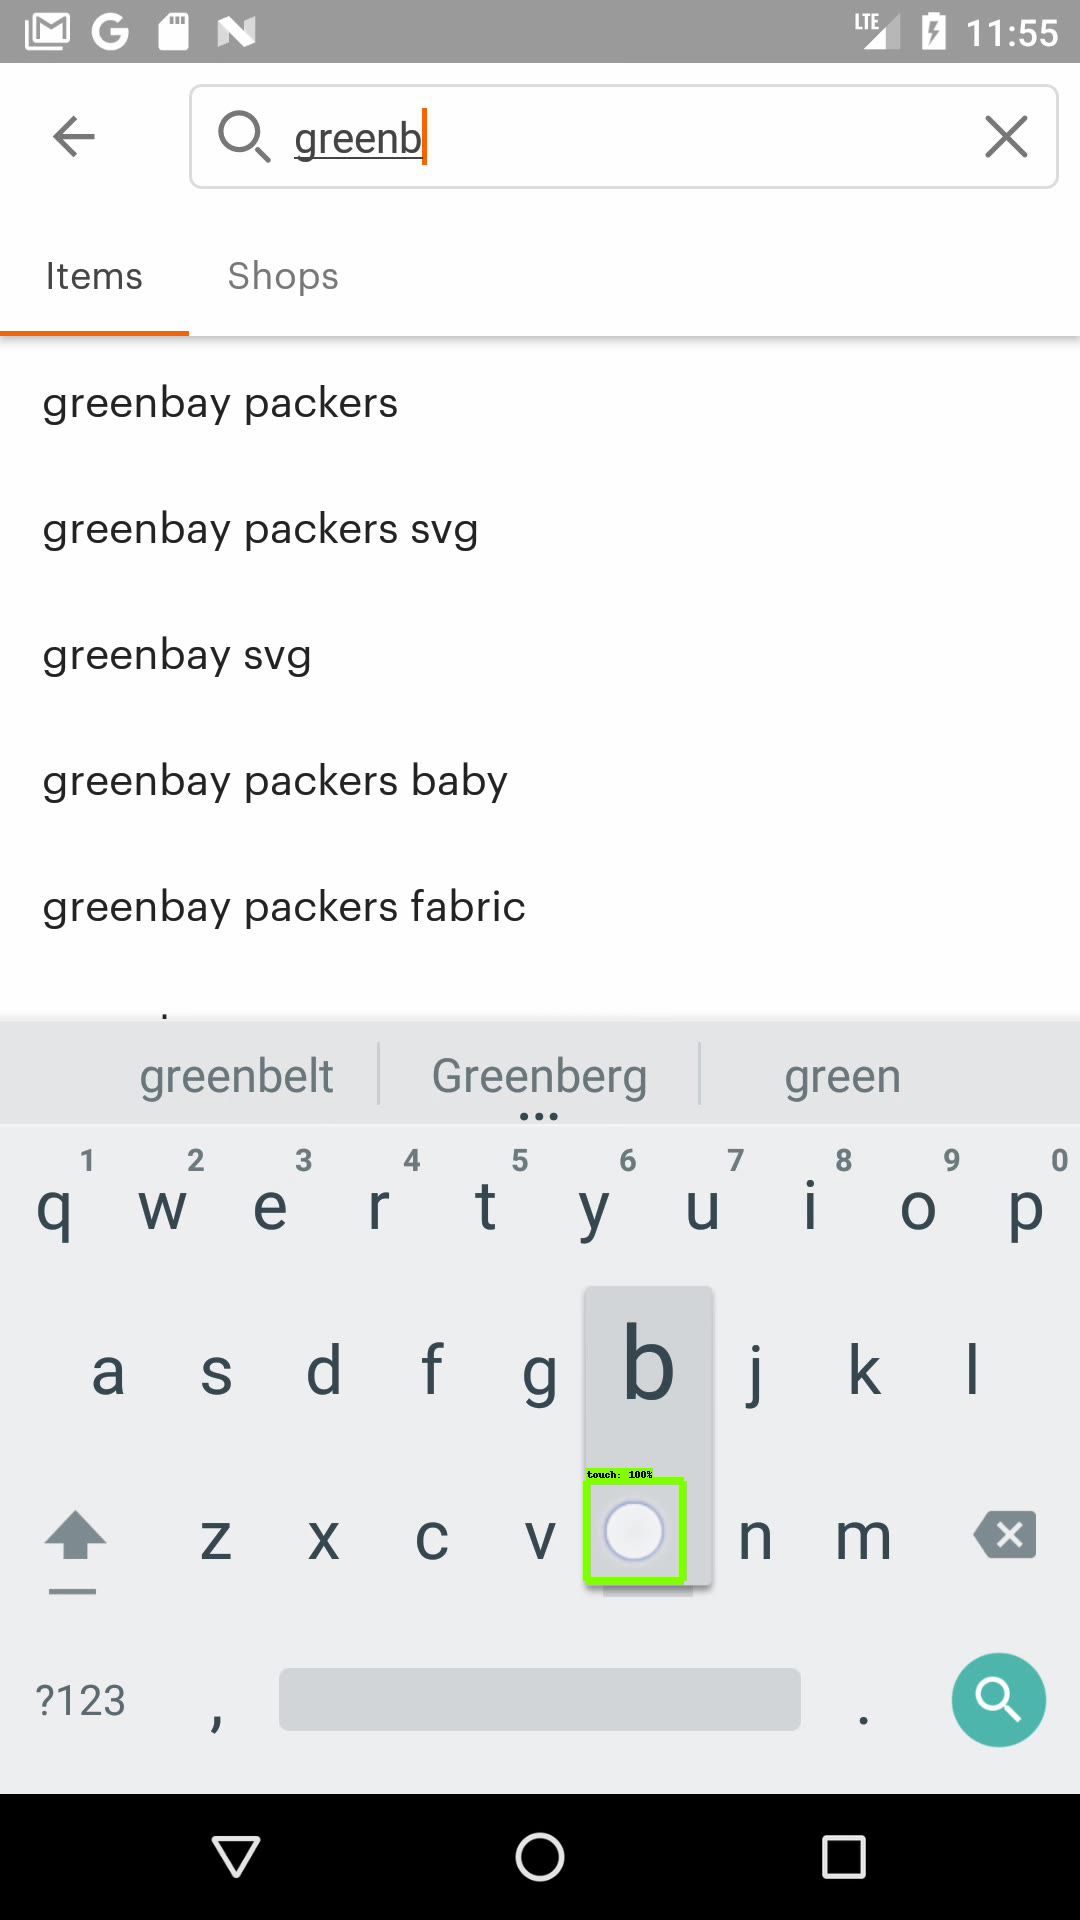 LTE 11:55
greenb
Items Shops
greenbay packers
greenbay packers svg
greenbay svg
greenbay packers baby
greenbay packers fabric
greenbelt Greenberg green
1 2 3 4 5 6 7 8 9 0
q w e r t y u i o p
a s d f g b j k l
touch: 100%
z x c v n m
?123 , .